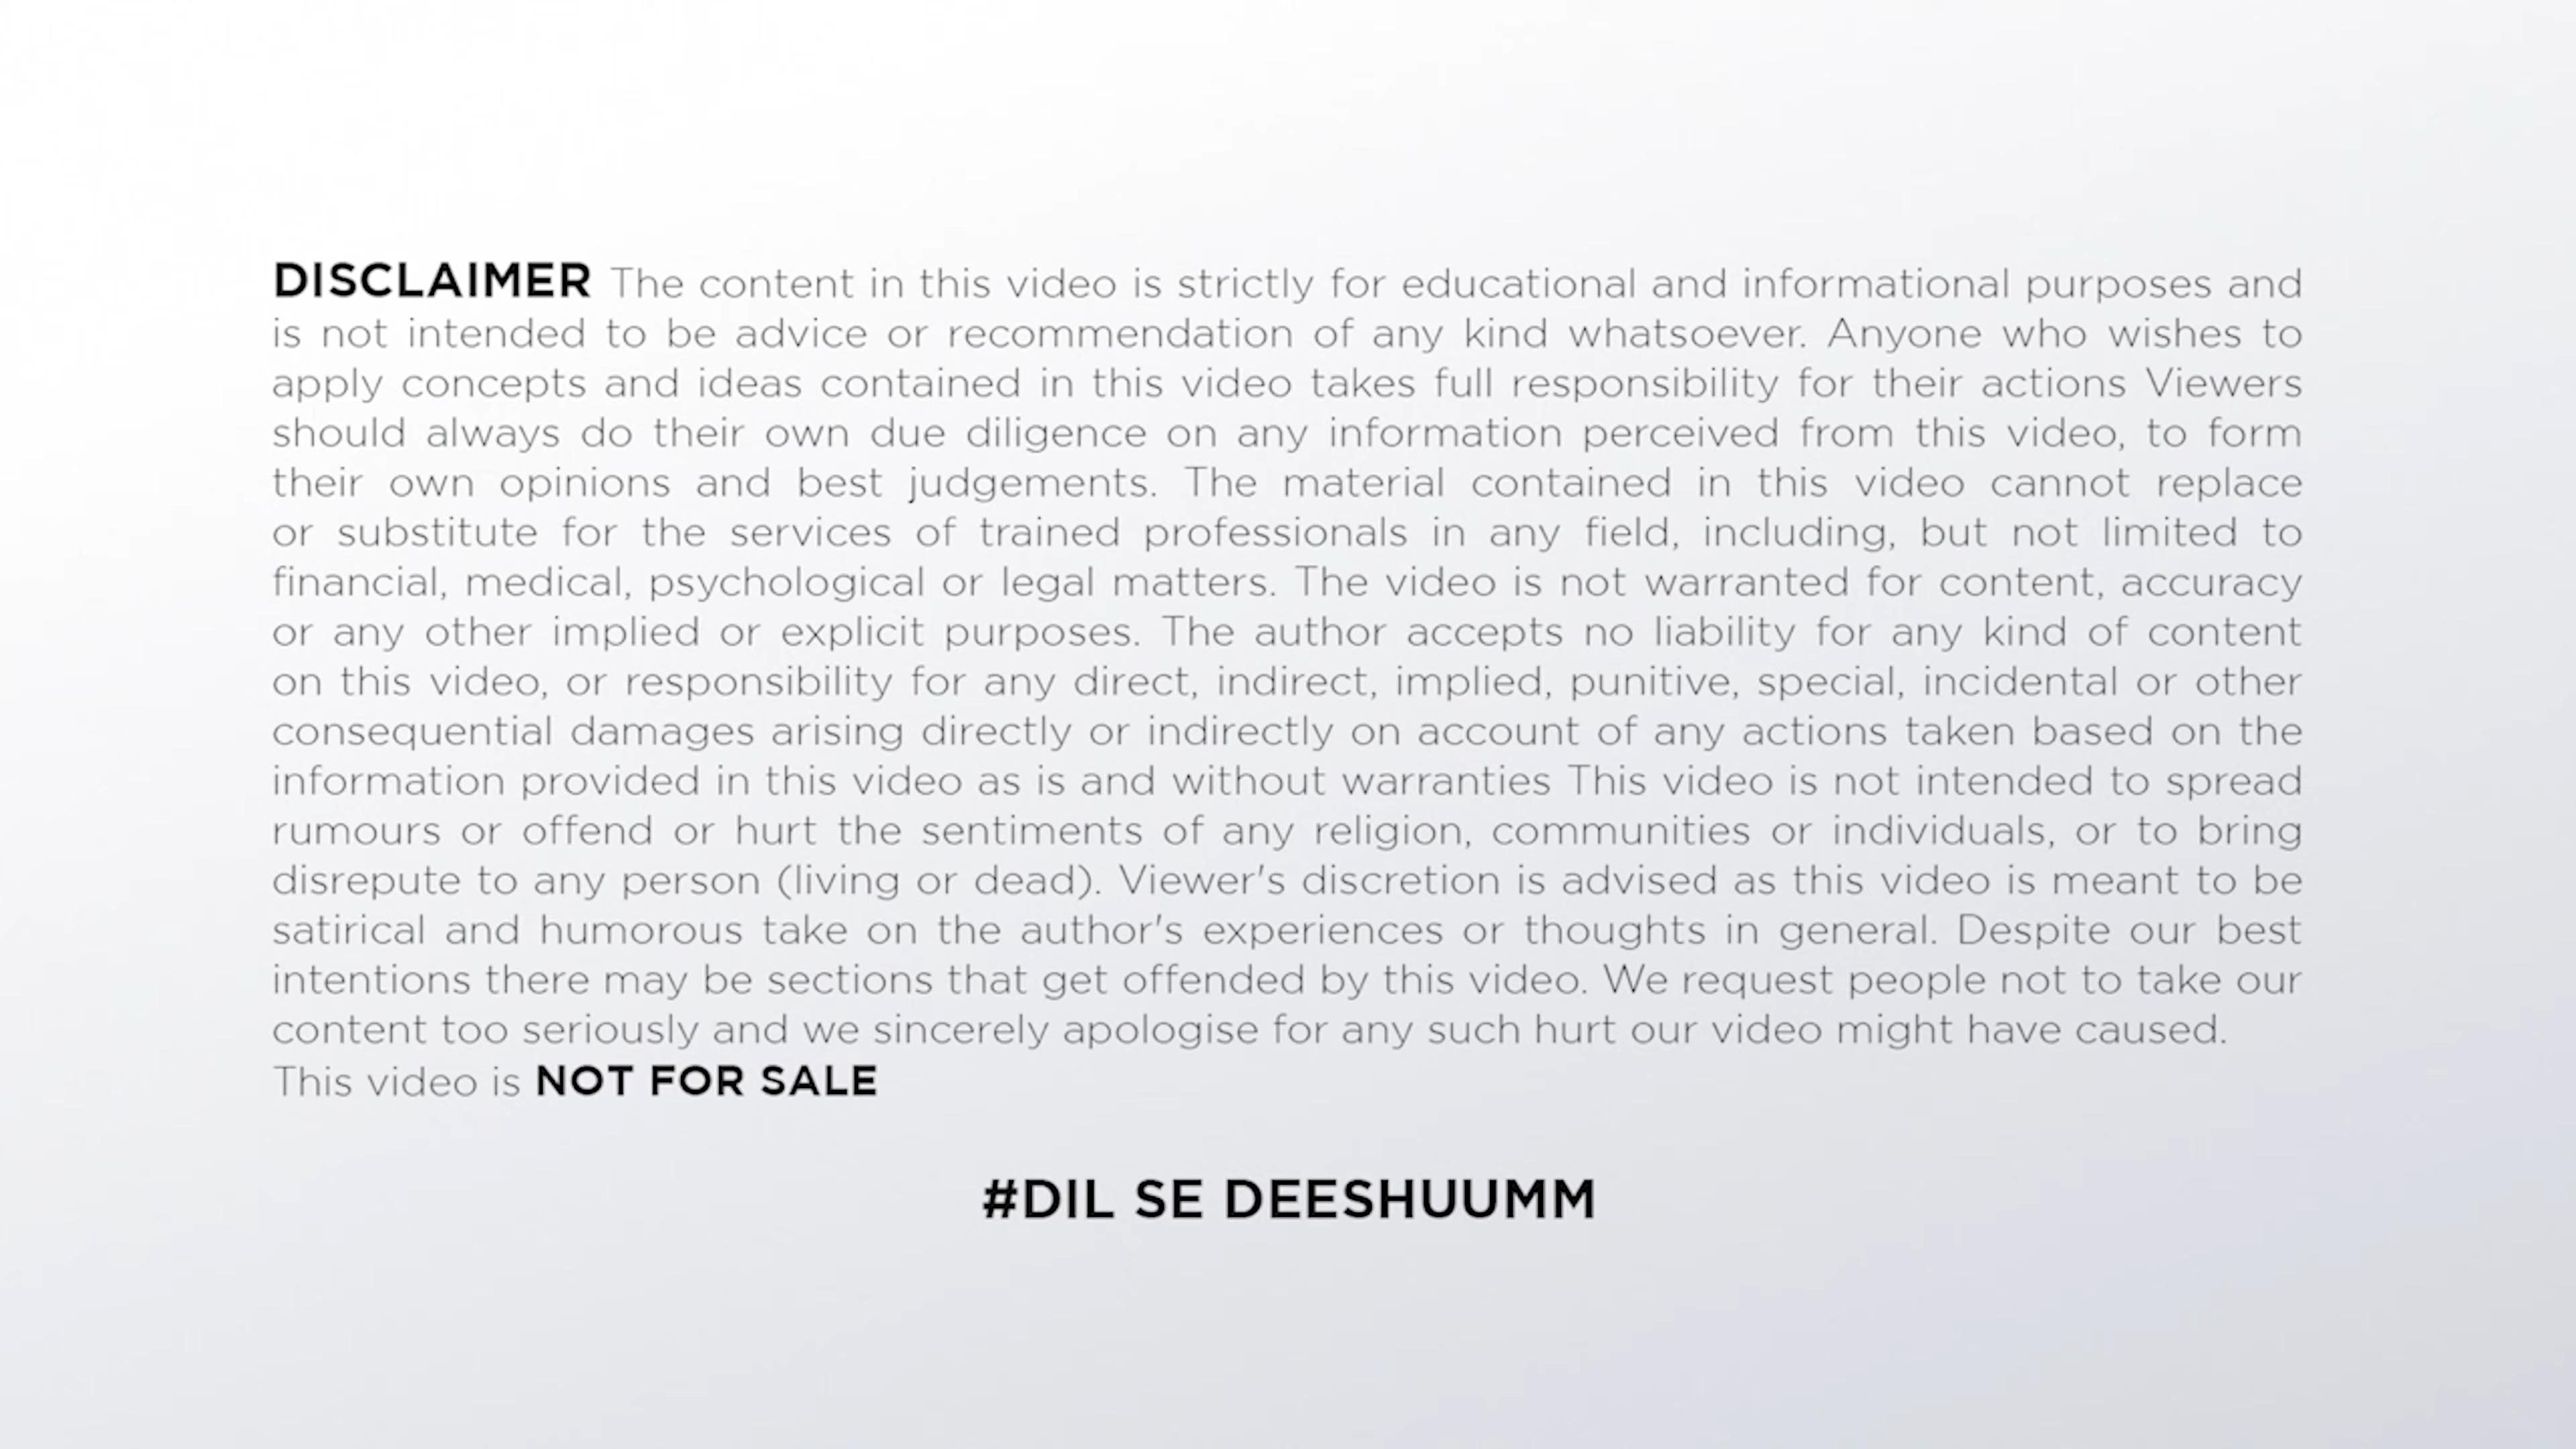 DISCLAIMER The content in this video is strictly for educational and informational purposes and
is not intended to be advice or recommendation of any kind whatsoever. Anyone who wishes to
apply concepts and ideas contained in this video takes full responsibility for their actions Viewers
should always do their own due diligence on any information perceived from this video, to form
their own opinions and best judgements. The material contained in this video cannot replace
or substitute for the services of trained professionals in any field, including, but not limited to
financial, medical, psychological or legal matters. The video is not warranted for content, accuracy
or any other implied or explicit purposes. The author accepts no liability for any kind of content
on this video, or responsibility for any direct, indirect, implied, punitive, special, incidental or other
consequential damages arising directly or indirectly on account of any actions taken based on the
information provided in this video as is and without warranties This video is not intended to spread
rumours or offend or hurt the sentiments of any religion, communities or individuals, or to bring
disrepute to any person (living or dead). Viewer's discretion is advised as this video is meant to be
satirical and humorous take on the author's experiences or thoughts in general. Despite our best
intentions there may be sections that get offended by this video. We request people not to take our
content too seriously and we sincerely apologise for any such hurt our video might have caused.
This video is NOT FOR SALE
#DIL SE DEESHUUMM